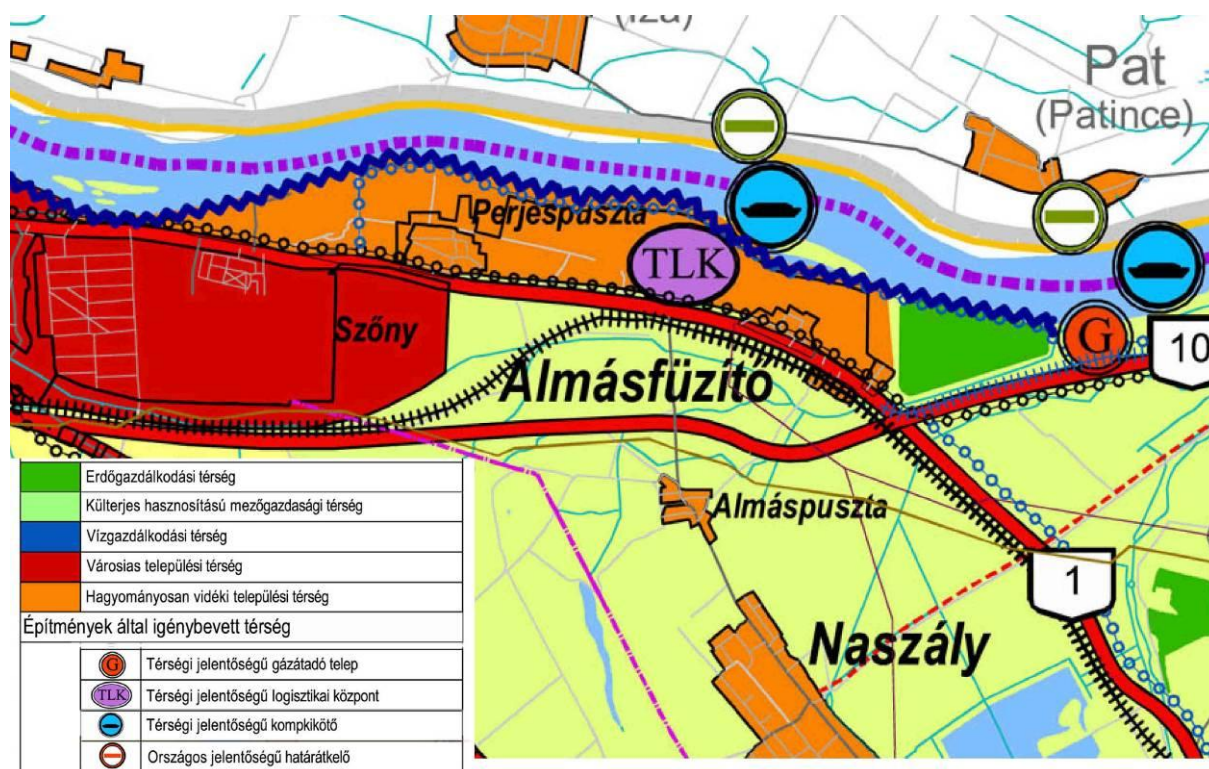 (Iza)
Pat
(Patince)
Perjéspuszta
TLK
Szőny
Almásfüzítő
G
10
Almáspuszta
1
Naszály
Erdőgazdálkodási térség
Külterjes hasznosítású mezőgazdasági térség
Vízgazdálkodási térség
Városias települési térség
Hagyományosan vidéki települési térség
Építmények által igénybevett térség
G Térségi jelentőségű gázátadó telep
TLK Térségi jelentőségű logisztikai központ
Térségi jelentőségű kompkikötő
Országos jelentőségű határátkelő